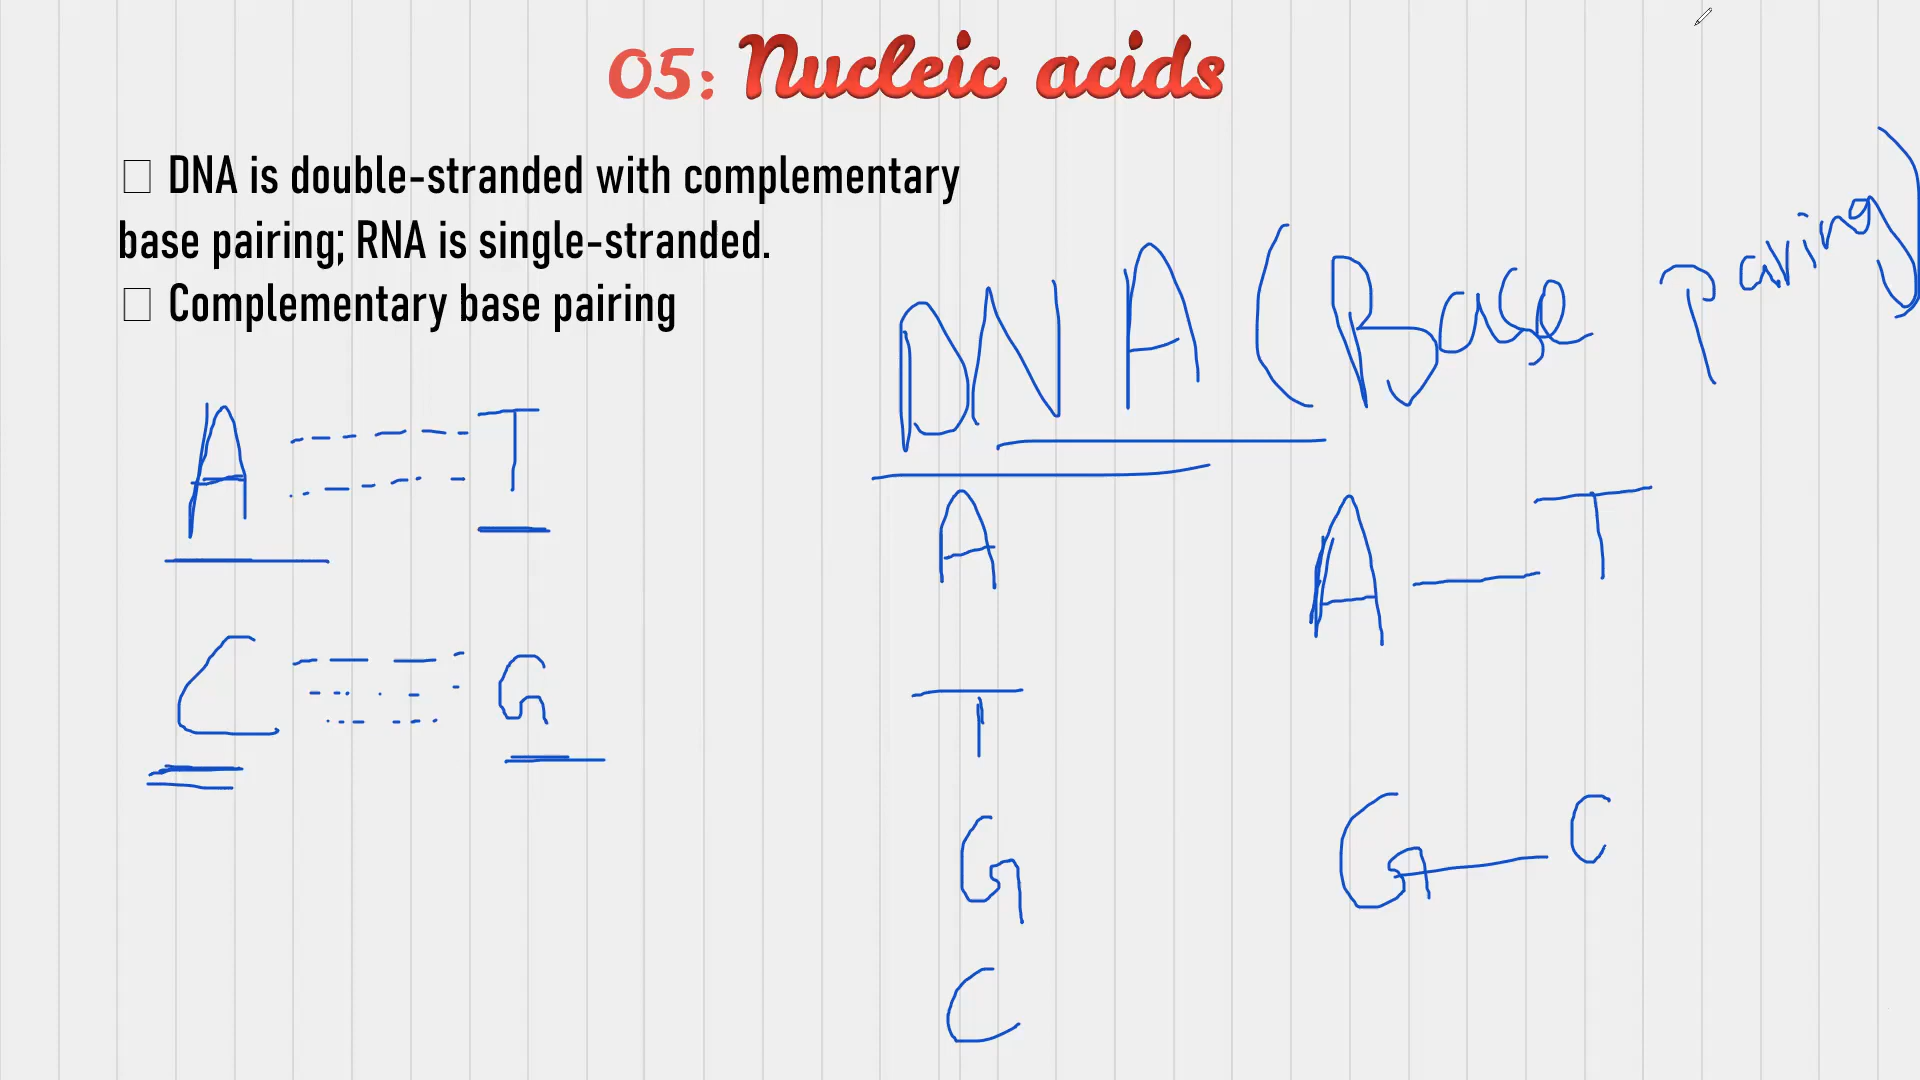 05: Nucleic acids
□ DNA is double-stranded with complementary
base pairing; RNA is single-stranded.
□ Complementary base pairing
DNA (Base Pairing)
A T
C G
A
T
G
C
A — T
G — C